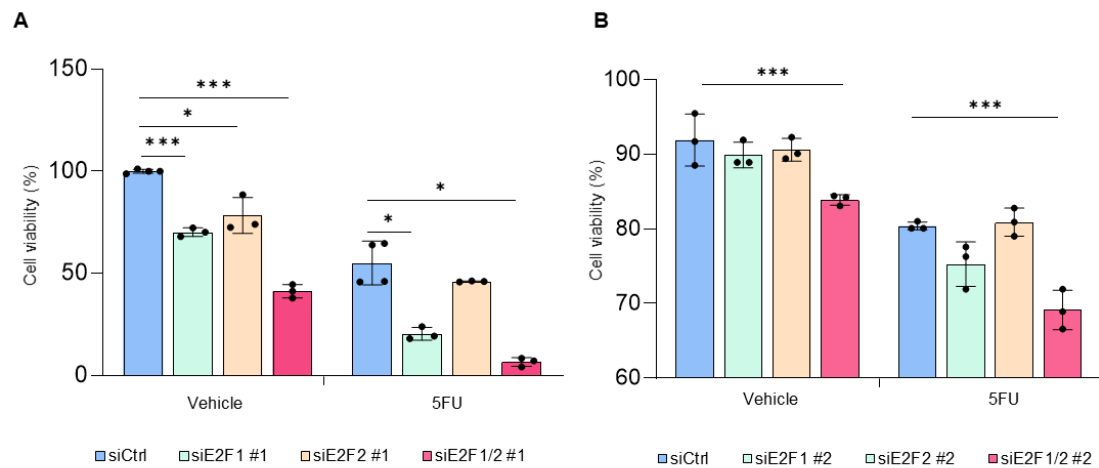 A
Cell viability (%)
150
100
50
0
***
*
***
*
*
Vehicle
5FU
siCtrl siE2F1 #1 siE2F2 #1 siE2F1/2 #1
B
Cell viability (%)
100
90
80
70
60
***
***
Vehicle
5FU
siCtrl siE2F1 #2 siE2F2 #2 siE2F1/2 #2